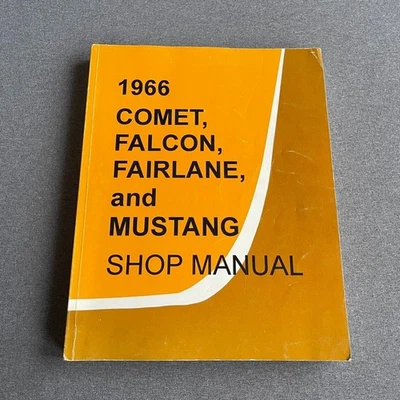 1966
COMET,
FALCON,
FAIRLANE,
and
MUSTANG
SHOP MANUAL